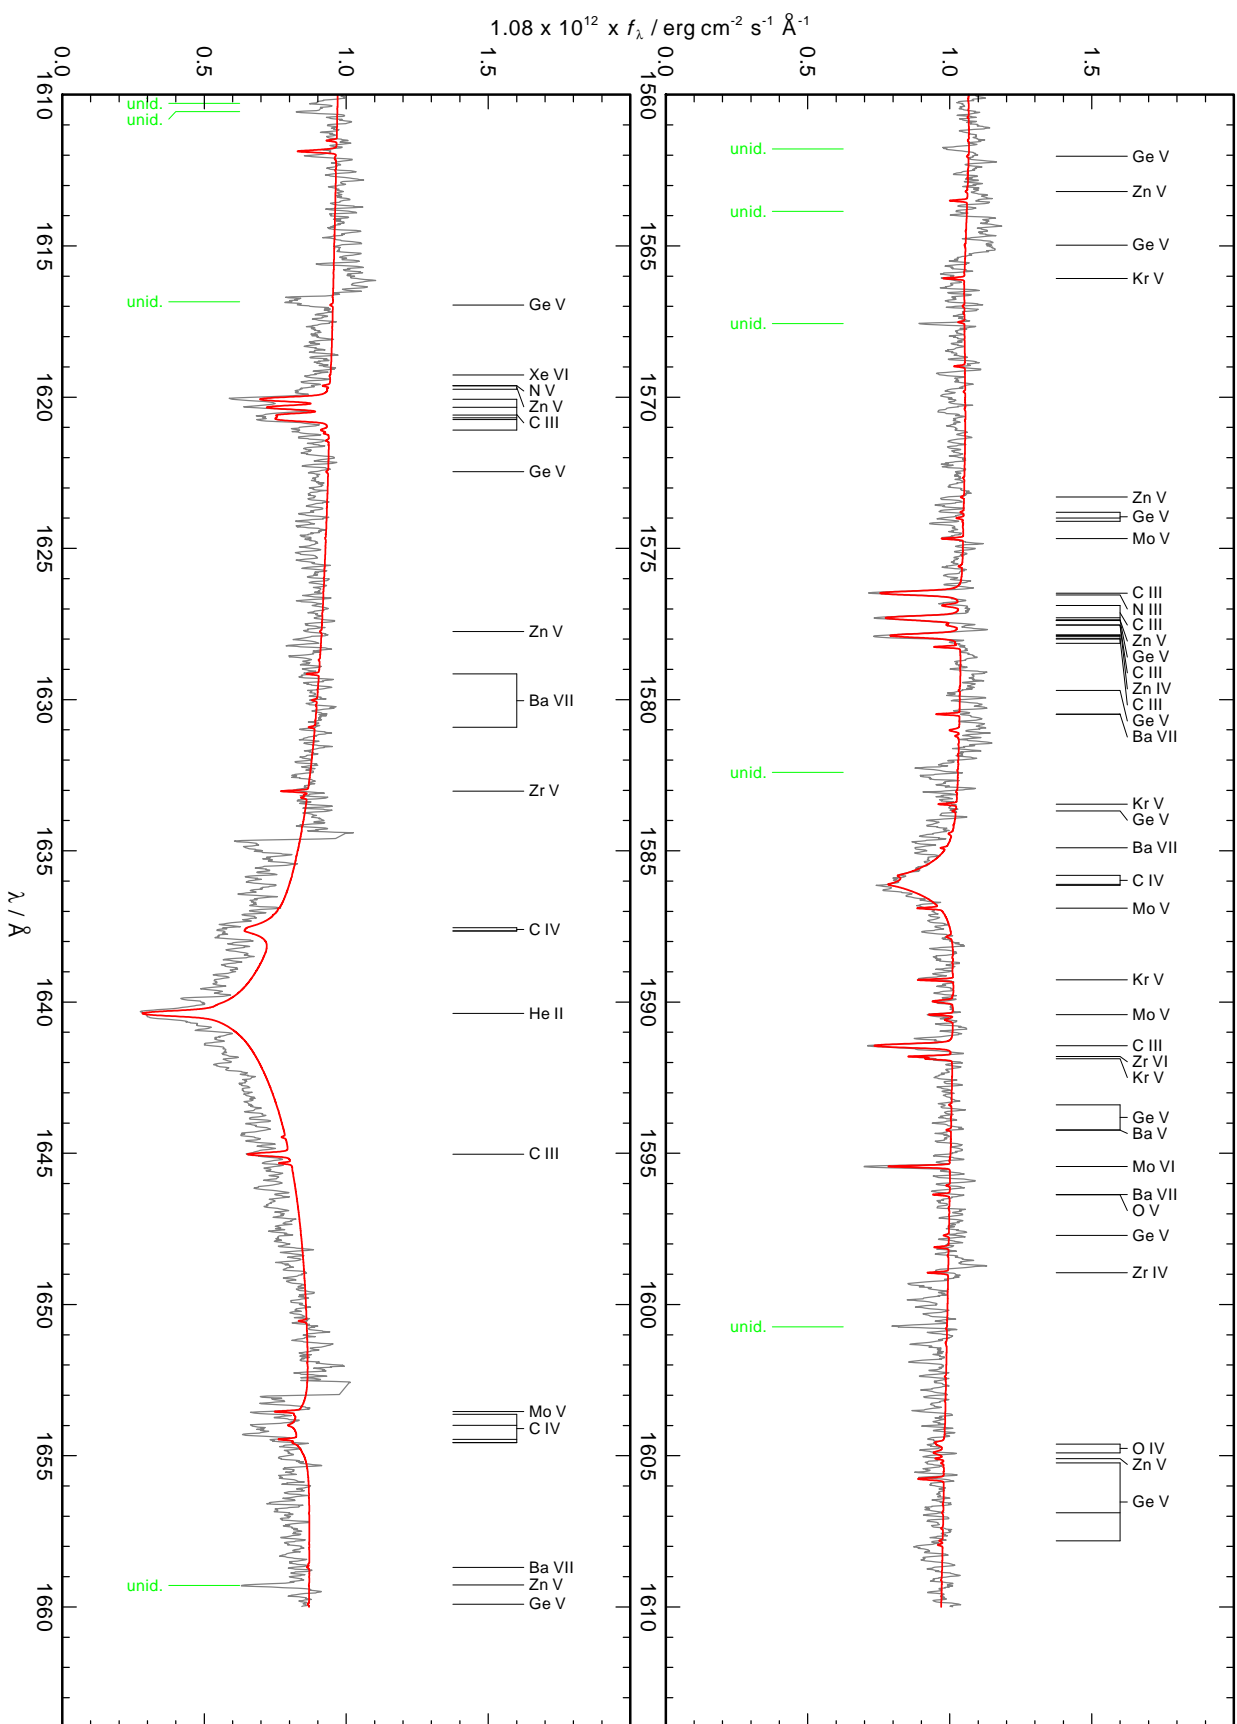 1.08 x 10¹² x f_λ / erg cm⁻² s⁻¹ Å⁻¹
0.0
0.5
1.0
1.5
1560
1565
1570
1575
1580
1585
1590
1595
1600
1605
1610
Ge V
Zn V
Ge V
Kr V
Zn V
Ge V
Mo V
C III
N III
C III
Zn V
Ge V
C III
Zn IV
C III
Ge V
Ba VII
Kr V
Ge V
Ba VII
C IV
Mo V
Kr V
Mo V
C III
Zr VI
Kr V
Ge V
Ba V
Mo VI
Ba VII
O V
Ge V
Zr IV
O IV
Zn V
Ge V
unid.
unid.
unid.
unid.
unid.
0.0
0.5
1.0
1.5
1610
1615
1620
1625
1630
1635
1640
1645
1650
1655
1660
Ge V
Xe VI
N V
Zn V
C III
Ge V
Zn V
Ba VII
Zr V
C IV
He II
C III
Mo V
C IV
Ba VII
Zn V
Ge V
unid.
unid.
unid.
unid.
λ / Å